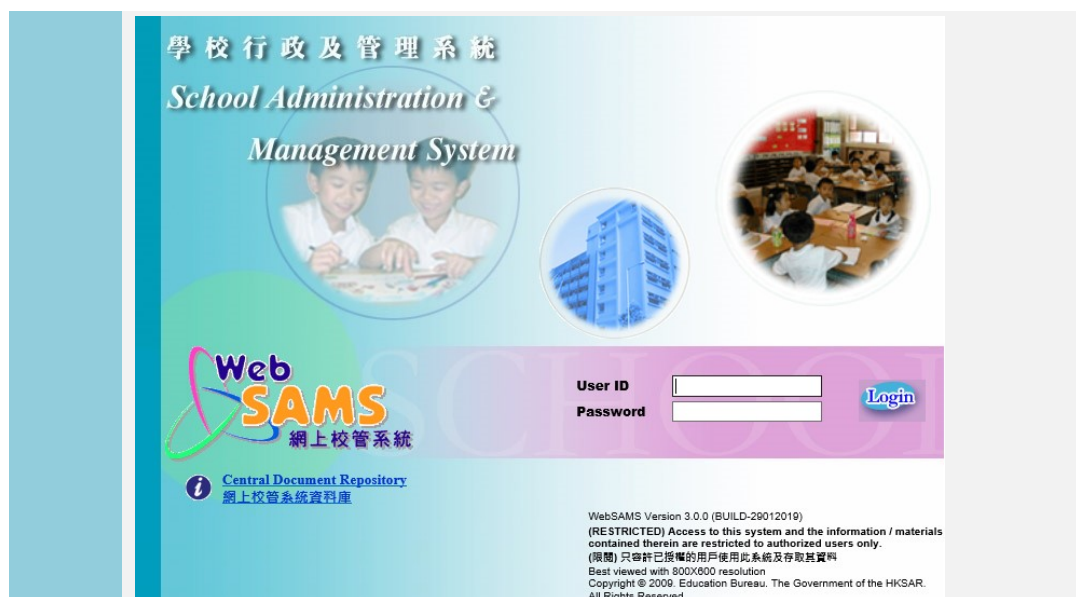 學校行政及管理系統
School Administration &
Management System
Web
SAMS
網上校管系統
SCHOOL
User ID
Password
Login
i
Central Document Repository
網上校管系統資料庫
WebSAMS Version 3.0.0 (BUILD-29012019)
(RESTRICTED) Access to this system and the information / materials
contained therein are restricted to authorized users only.
(限閱) 只容許已授權的用戶使用此系統及存取其資料
Best viewed with 800X600 resolution
Copyright © 2009. Education Bureau. The Government of the HKSAR.
All Rights Reserved